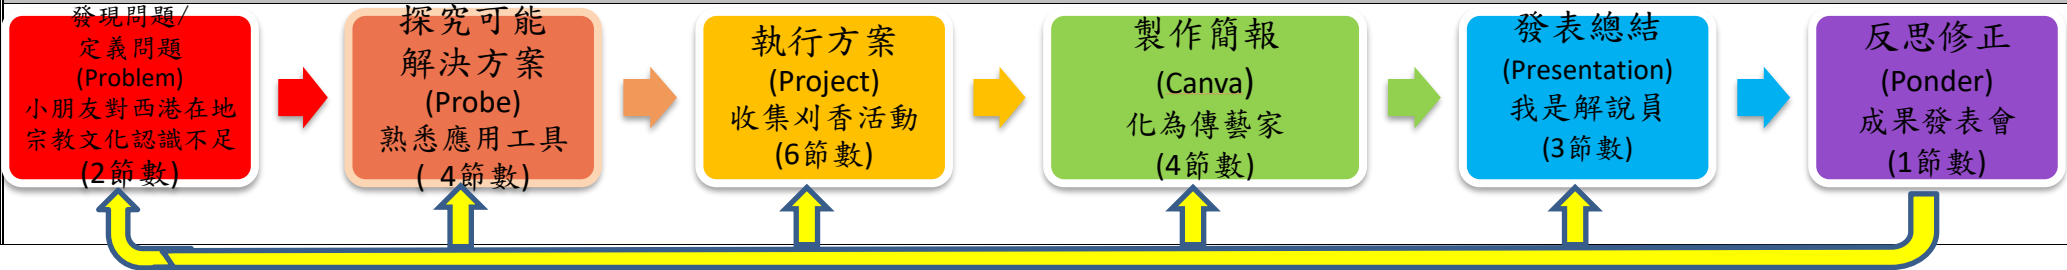 發現問題/
定義問題
(Problem)
小朋友對西港在地
宗教文化認識不足
(2節數)
探究可能
解決方案
(Probe)
熟悉應用工具
( 4節數)
執行方案
(Project)
收集刈香活動
(6節數)
製作簡報
(Canva)
化為傳藝家
(4節數)
發表總結
(Presentation)
我是解說員
(3節數)
反思修正
(Ponder)
成果發表會
(1節數)